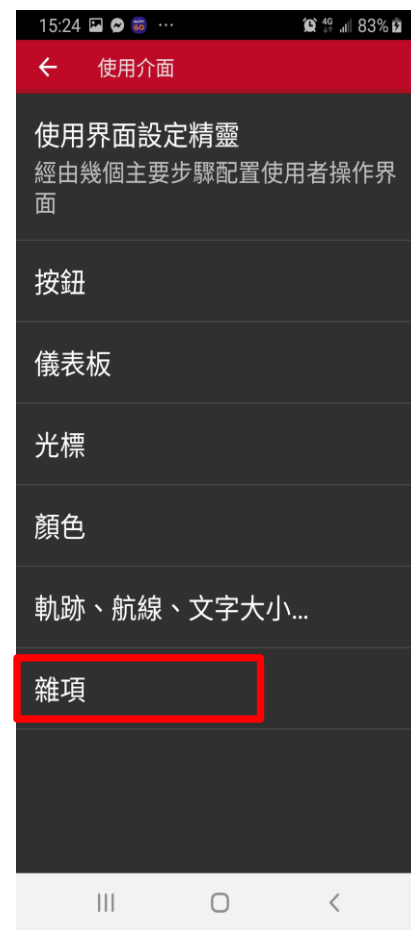 15:24 ... 4G 83%
使用介面
使用界面設定精靈
經由幾個主要步驟配置使用者操作界
面
按鈕
儀表板
光標
顏色
軌跡、航線、文字大小...
雜項